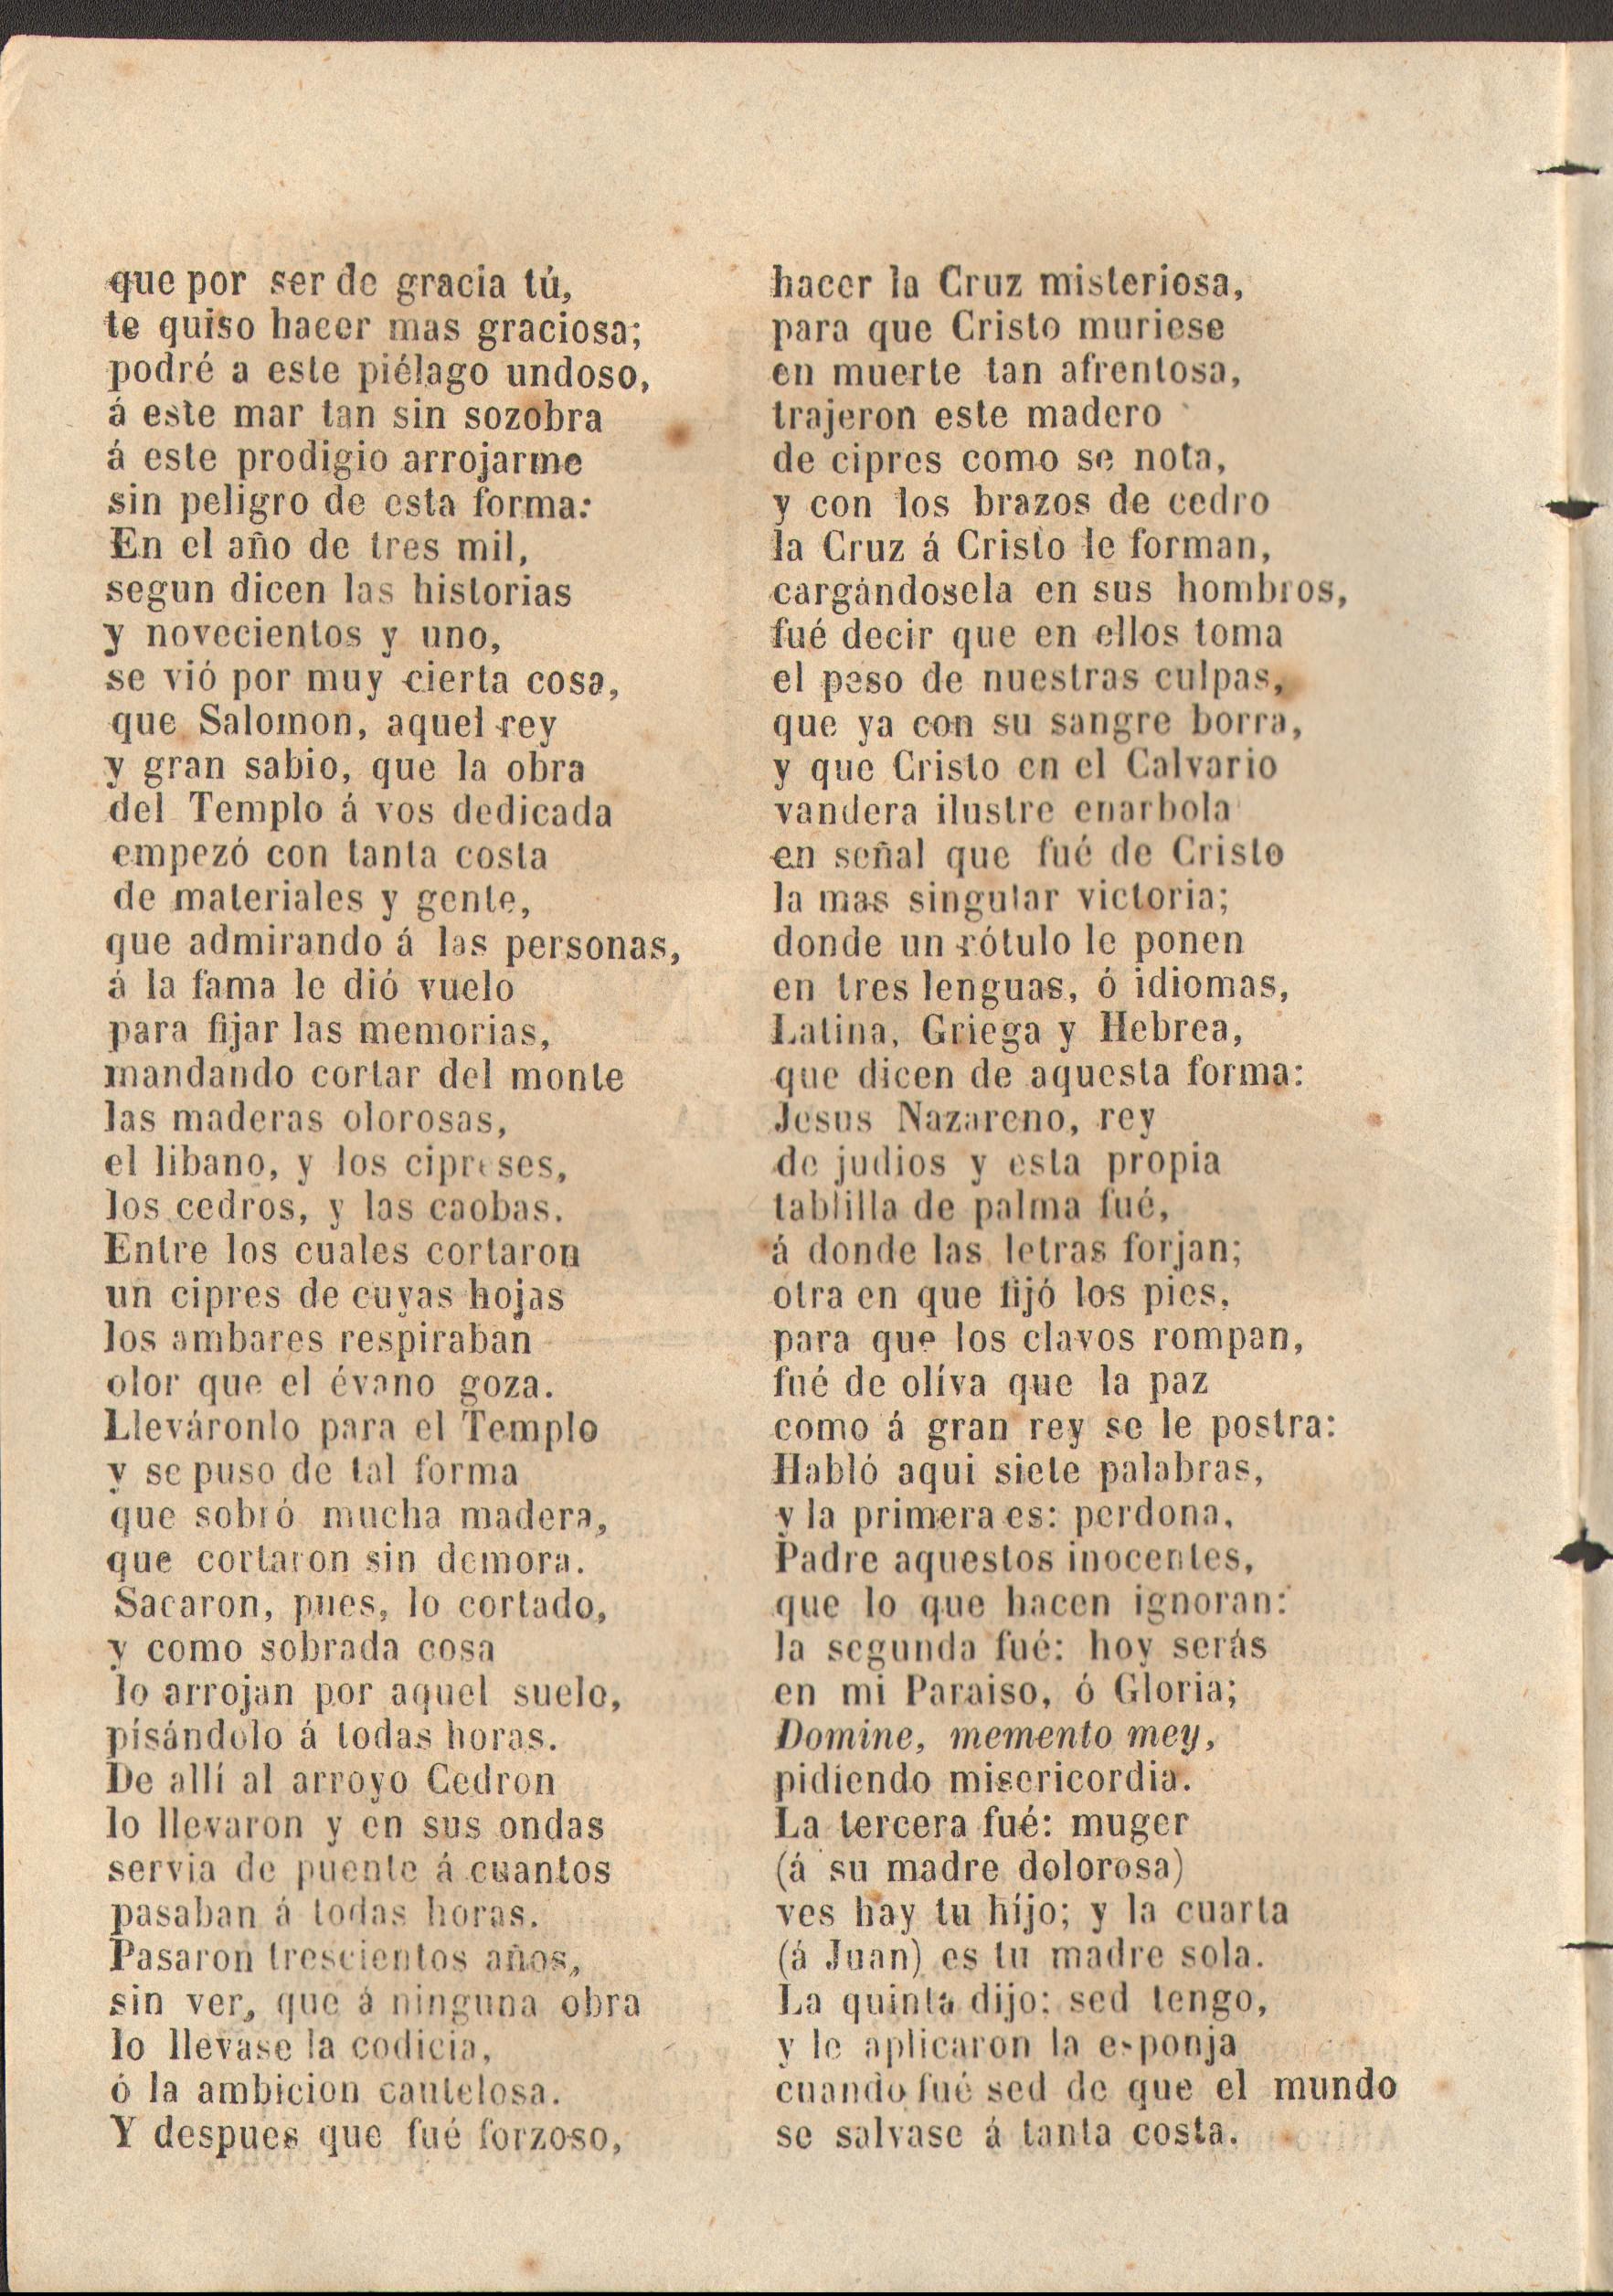 que por ser de gracia tú,
te quiso hacer mas graciosa;
podré a este piélago undoso,
á este mar tan sin sozobra
á este prodigio arrojarme
sin peligro de esta forma:
En el año de tres mil,
segun dicen las historias
y novecientos y uno,
se vió por muy cierta cosa,
que Salomon, aquel rey
y gran sabio, que la obra
del Templo á vos dedicada
empezó con tanta costa
de materiales y gente,
que admirando á las personas,
á la fama le dió vuelo
para fijar las memorias,
mandando cortar del monte
las maderas olorosas,
el libano, y los cipreses,
los cedros, y las caobas.
Entre los cuales cortaron
un cipres de cuyas hojas
los ambares respiraban
olor que el évano goza.
Lleváronlo para el Templo
y se puso de tal forma
que sobró mucha madera,
que cortaron sin demora.
Sacaron, pues, lo cortado,
y como sobrada cosa
lo arrojan por aquel suelo,
pisándolo á todas horas.
De allí al arroyo Cedron
lo llevaron y en sus ondas
servia de puente á cuantos
pasaban á todas horas.
Pasaron trescientos años,
sin ver, que á ninguna obra
lo llevase la codicia,
ó la ambicion cautelosa.
Y despues que fué forzoso,
hacer la Cruz misteriosa,
para que Cristo muriese
en muerte tan afrentosa,
trajeron este madero
de cipres como se nota,
y con los brazos de cedro
la Cruz á Cristo le forman,
cargándosela en sus hombros,
fué decir que en ellos toma
el peso de nuestras culpas,
que ya con su sangre borra,
y que Cristo en el Calvario
vandera ilustre enarbola
en señal que fué de Cristo
la mas singular victoria;
donde un rótulo le ponen
en tres lenguas, ó idiomas,
Latina, Griega y Hebrea,
que dicen de aquesta forma:
Jesus Nazareno, rey
de judios y esta propia
tablilla de palma fué,
á donde las letras forjan;
otra en que fijó los pies,
para que los clavos rompan,
fué de olíva que la paz
como á gran rey se le postra:
Habló aqui siete palabras,
y la primera es: perdona,
Padre aquestos inocentes,
que lo que hacen ignoran:
la segunda fué: hoy serás
en mi Paraiso, ó Gloria;
Domine, memento mey,
pidiendo misericordia.
La tercera fué: muger
(á su madre dolorosa)
ves hay tu híjo; y la cuarta
(á Juan) es tu madre sola.
La quinta dijo: sed tengo,
y le aplicaron la esponja
cuando fué sed de que el mundo
se salvase á tanta costa.